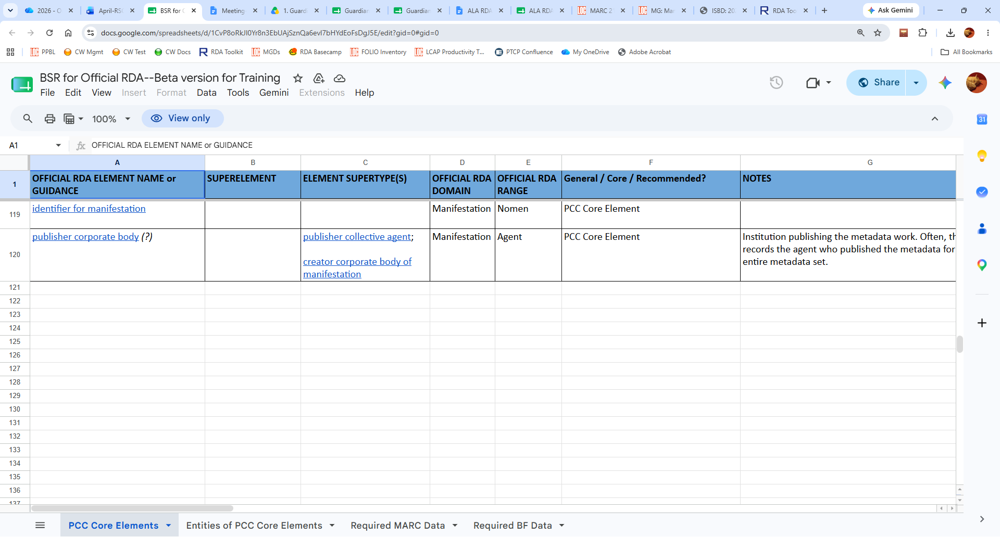 2026 - O
April-RS
BSR for O
Meeting
1. Guard
Guardian
Guardian
ALA RDA
ALA RDA
MARC 2
MG: Mar
ISBD: 20
RDA Too
Ask Gemini
docs.google.com/spreadsheets/d/1CvP8oRkJl0Yr8n3EbUAjSznQa6evl7bHYdEoFsDgJ5E/edit?gid=0#gid=0
PPBL
CW Mgmt
CW Test
CW Docs
RDA Toolkit
MGDs
RDA Basecamp
FOLIO Inventory
LCAP Productivity T...
PTCP Confluence
My OneDrive
Adobe Acrobat
All Bookmarks
BSR for Official RDA--Beta version for Training
File Edit View Insert Format Data Tools Gemini Extensions Help
Share
100%
View only
31
A1
fx OFFICIAL RDA ELEMENT NAME or GUIDANCE
A B C D E F G
1
OFFICIAL RDA ELEMENT NAME or
GUIDANCE
SUPERELEMENT
ELEMENT SUPERTYPE(S)
OFFICIAL RDA
DOMAIN
OFFICIAL RDA
RANGE
General / Core / Recommended?
NOTES
119
identifier for manifestation
Manifestation
Nomen
PCC Core Element
120
publisher corporate body (?)
publisher collective agent;
creator corporate body of
manifestation
Manifestation
Agent
PCC Core Element
Institution publishing the metadata work. Often, th
records the agent who published the metadata for
entire metadata set.
121
122
123
124
125
126
127
128
129
130
131
132
133
134
135
136
137
PCC Core Elements
Entities of PCC Core Elements
Required MARC Data
Required BF Data